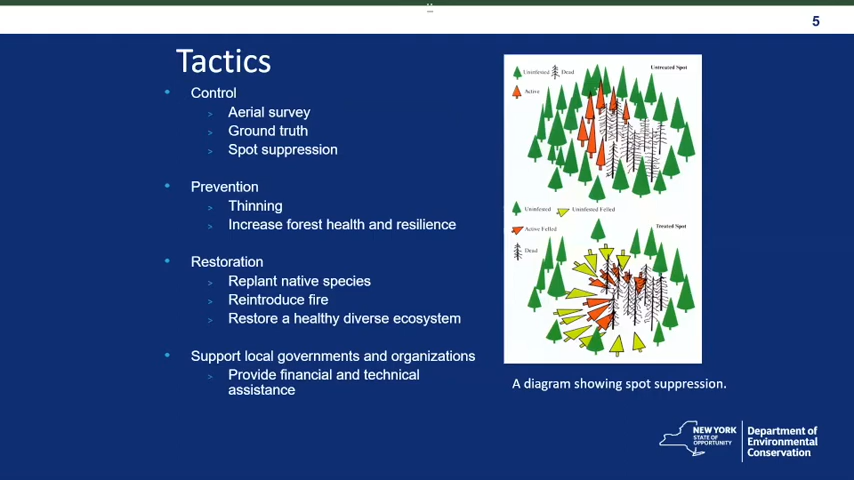 5
Tactics
• Control
> Aerial survey
> Ground truth
> Spot suppression
• Prevention
> Thinning
> Increase forest health and resilience
• Restoration
> Replant native species
> Reintroduce fire
> Restore a healthy diverse ecosystem
• Support local governments and organizations
> Provide financial and technical
assistance
Uninfested Dead Untreated Spot
Active
Uninfested Uninfested Felled
Active Felled Treated Spot
Dead
A diagram showing spot suppression.
NEW YORK
STATE OF
OPPORTUNITY
Department of
Environmental
Conservation